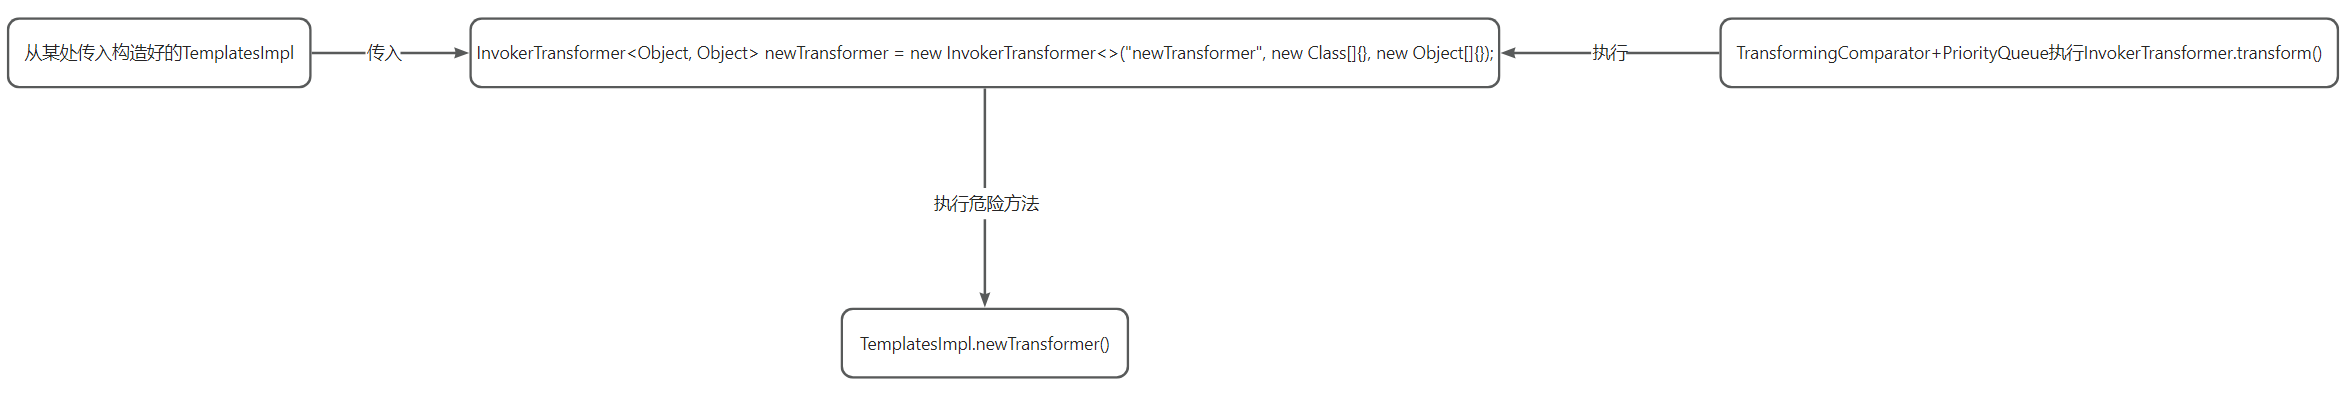 从某处传入构造好的TemplatesImpl
传入
InvokerTransformer<Object, Object> newTransformer = new InvokerTransformer<>("newTransformer", new Class[]{}, new Object[]{});
执行
TransformingComparator+PriorityQueue执行InvokerTransformer.transform()
执行危险方法
TemplatesImpl.newTransformer()